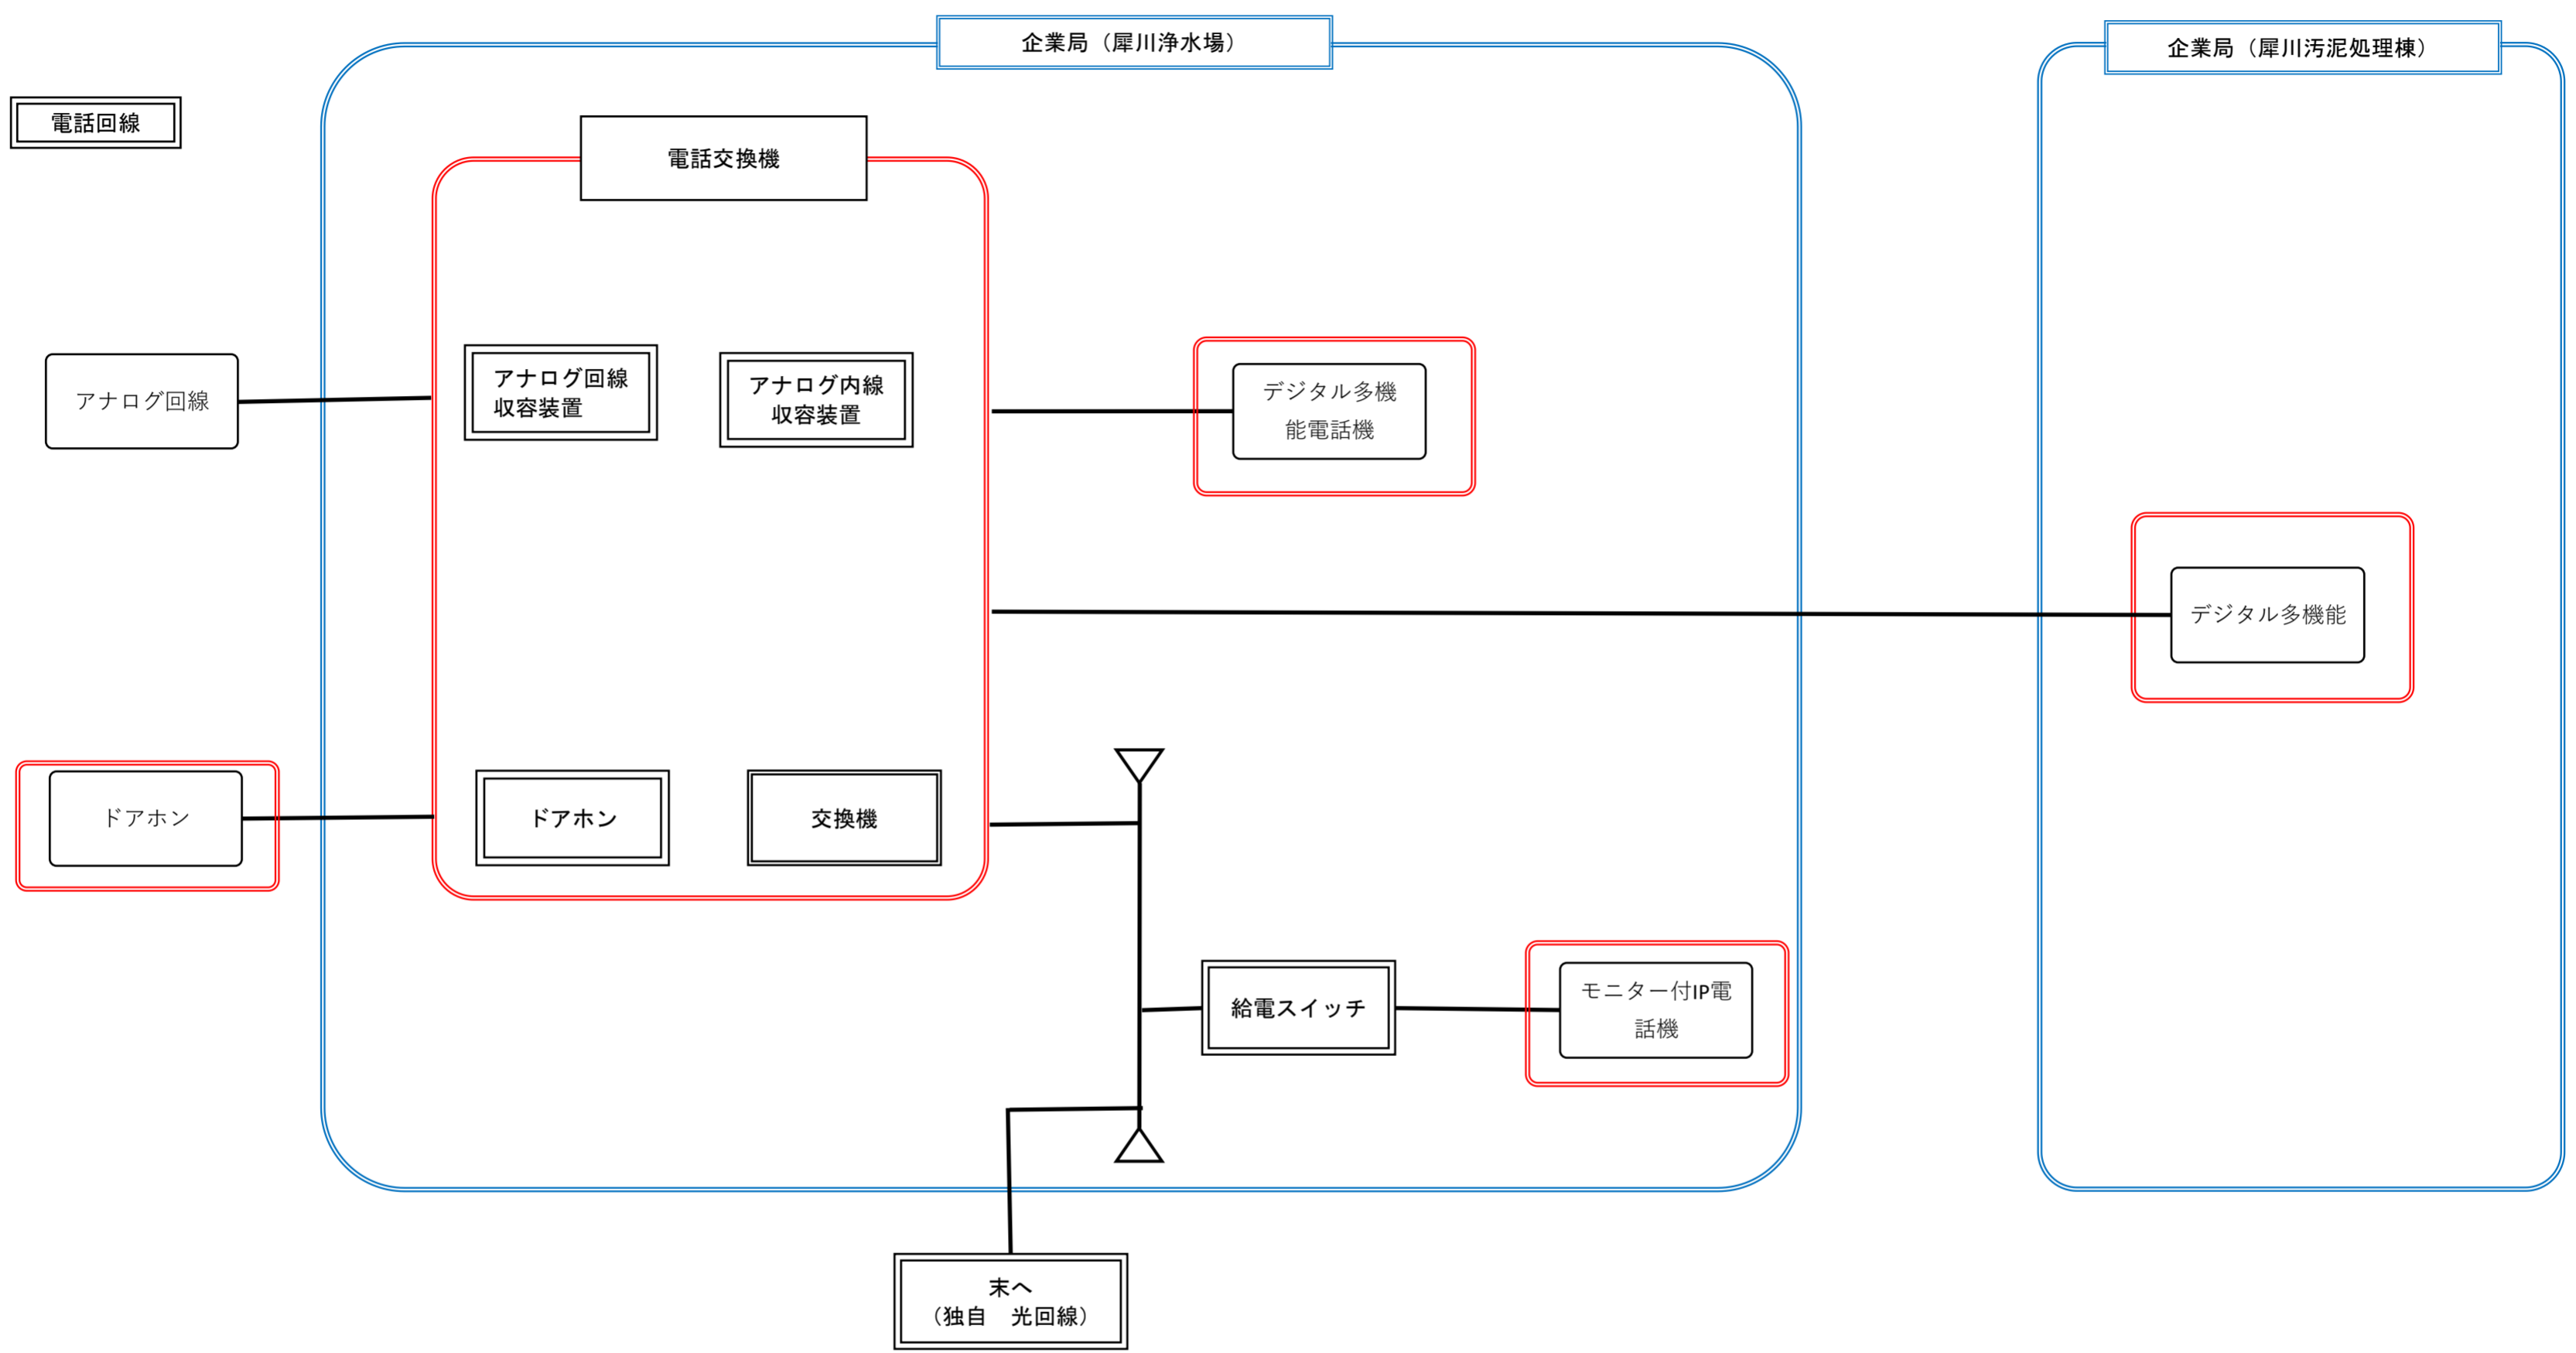 企業局（犀川浄水場）
企業局（犀川汚泥処理棟）
電話回線
電話交換機
アナログ回線
アナログ回線
収容装置
アナログ内線
収容装置
デジタル多機
能電話機
デジタル多機能
ドアホン
ドアホン
交換機
給電スイッチ
モニター付IP電
話機
末へ
（独自　光回線）